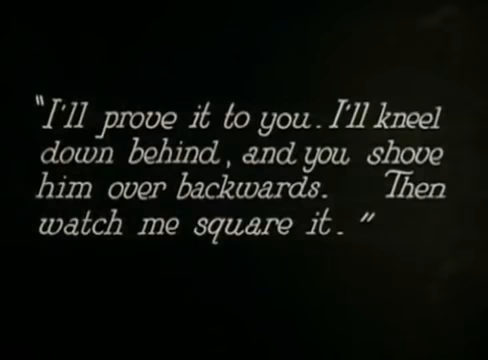 "I'll prove it to you. I'll kneel
down behind, and you shove
him over backwards. Then
watch me square it."